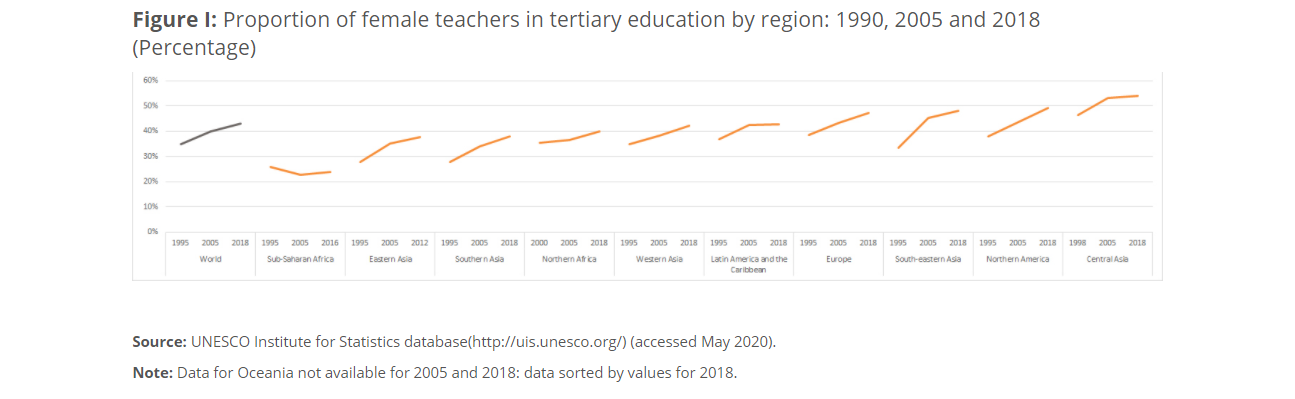 Figure I: Proportion of female teachers in tertiary education by region: 1990, 2005 and 2018
(Percentage)
60%
50%
40%
30%
20%
10%
0%
1995 2005 2018 1995 2005 2016 1995 2005 2012 1995 2005 2018 2000 2005 2018 1995 2005 2018 1995 2005 2018 1995 2005 2018 1995 2005 2018 1995 2005 2018 1998 2005 2018
World Sub-Saharan Africa Eastern Asia Southern Asia Northern Africa Western Asia Latin America and the Caribbean Europe South-eastern Asia Northern America Central Asia
Source: UNESCO Institute for Statistics database(http://uis.unesco.org/) (accessed May 2020).
Note: Data for Oceania not available for 2005 and 2018: data sorted by values for 2018.